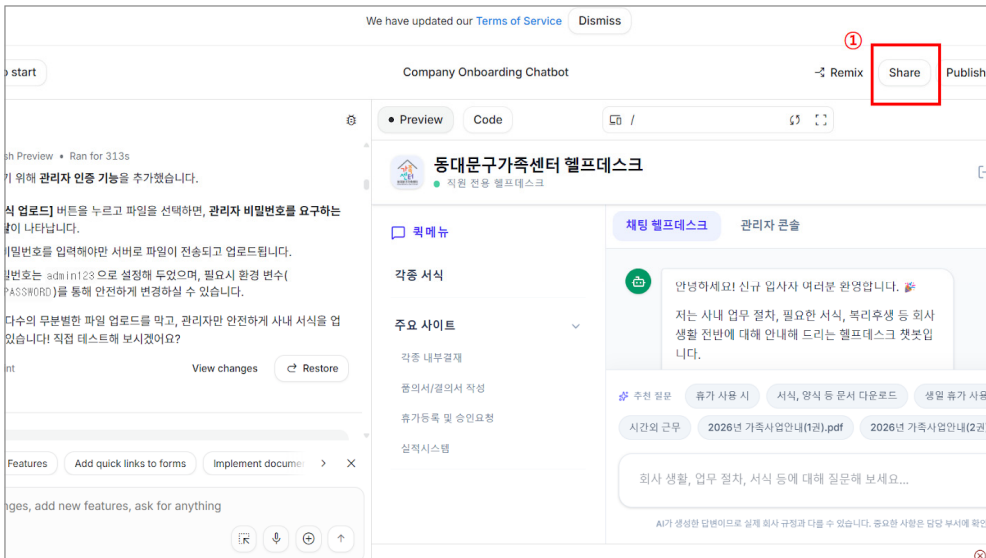 We have updated our Terms of Service Dismiss
①
start
Company Onboarding Chatbot
Remix
Share
Publish
Preview
Code
/
sh Preview • Ran for 313s
기 위해 관리자 인증 기능을 추가했습니다.
식 업로드] 버튼을 누르고 파일을 선택하면, 관리자 비밀번호를 요구하는
이 나타납니다.
비밀번호를 입력해야만 서버로 파일이 전송되고 업로드됩니다.
밀번호는 admin123으로 설정해 두었으며, 필요시 환경 변수(
PASSWORD)를 통해 안전하게 변경하실 수 있습니다.
다수의 무분별한 파일 업로드를 막고, 관리자만 안전하게 사내 서식을 업
있습니다! 직접 테스트해 보시겠어요?
nt
View changes
Restore
Features
Add quick links to forms
Implement docume
nges, add new features, ask for anything
동대문구가족센터 헬프데스크
직원 전용 헬프데스크
퀵메뉴
각종 서식
주요 사이트
각종 내부결재
품의서/결의서 작성
휴가등록 및 승인요청
실적시스템
채팅 헬프데스크
관리자 콘솔
안녕하세요! 신규 입사자 여러분 환영합니다. 🎉
저는 사내 업무 절차, 필요한 서식, 복리후생 등 회사
생활 전반에 대해 안내해 드리는 헬프데스크 챗봇입
니다.
추천 질문
휴가 사용 시
서식, 양식 등 문서 다운로드
생일 휴가 사용
시간외 근무
2026년 가족사업안내(1권).pdf
2026년 가족사업안내(2권
회사 생활, 업무 절차, 서식 등에 대해 질문해 보세요...
AI가 생성한 답변이므로 실제 회사 규정과 다를 수 있습니다. 중요한 사항은 담당 부서에 확인